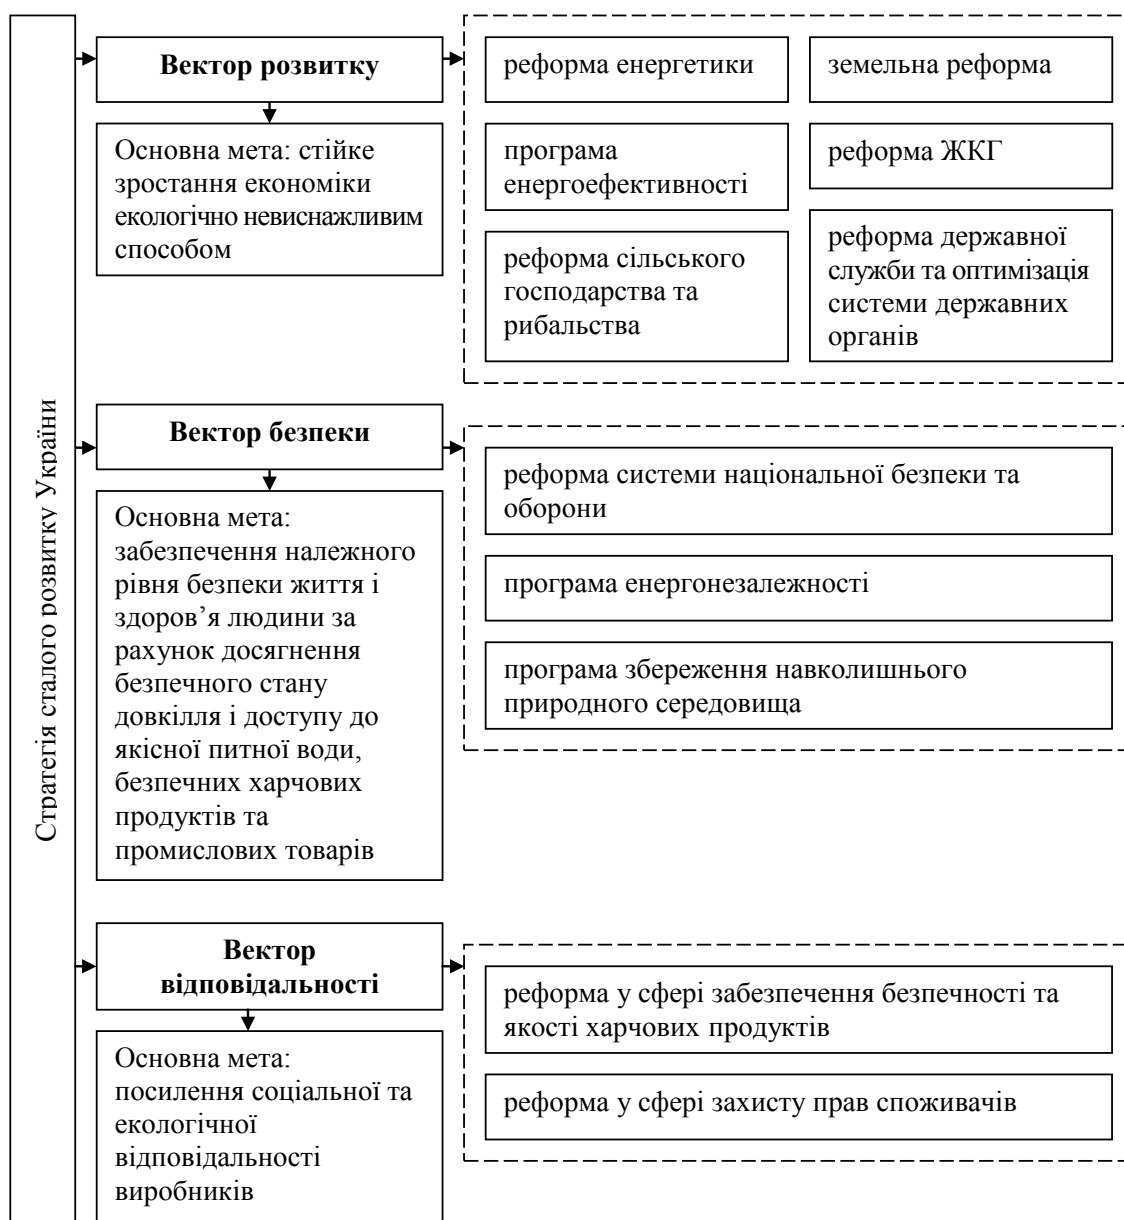 Стратегія сталого розвитку України
Вектор розвитку
Основна мета: стійке
зростання економіки
екологічно невиснажливим
способом
реформа енергетики
земельна реформа
програма
енергоефективності
реформа ЖКГ
реформа сільського
господарства та
рибальства
реформа державної
служби та оптимізація
системи державних
органів
Вектор безпеки
Основна мета:
забезпечення належного
рівня безпеки життя і
здоров’я людини за
рахунок досягнення
безпечного стану
довкілля і доступу до
якісної питної води,
безпечних харчових
продуктів та
промислових товарів
реформа системи національної безпеки та
оборони
програма енергонезалежності
програма збереження навколишнього
природного середовища
Вектор
відповідальності
Основна мета:
посилення соціальної та
екологічної
відповідальності
виробників
реформа у сфері забезпечення безпечності та
якості харчових продуктів
реформа у сфері захисту прав споживачів